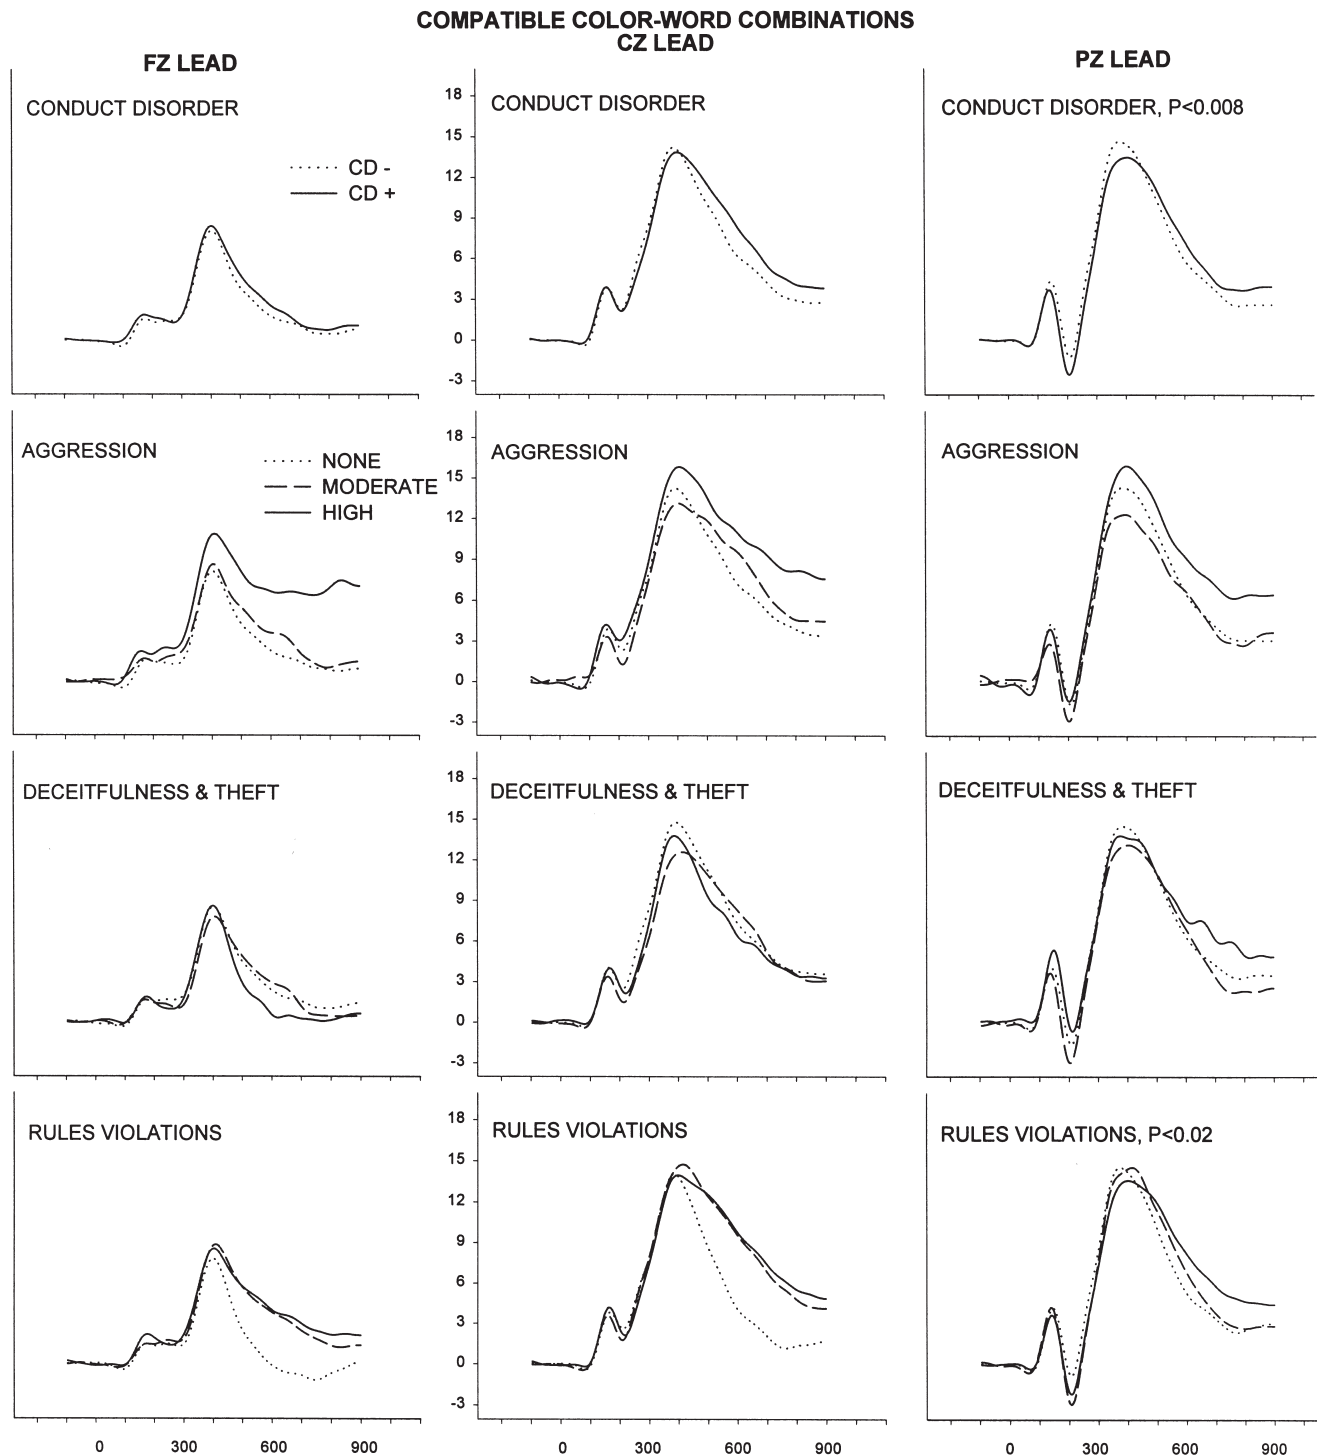 COMPATIBLE COLOR-WORD COMBINATIONS
FZ LEAD
CZ LEAD
PZ LEAD
CONDUCT DISORDER
CD -
CD +
18
15
12
9
6
3
0
-3
CONDUCT DISORDER
CONDUCT DISORDER, P<0.008
AGGRESSION
NONE
MODERATE
HIGH
18
15
12
9
6
3
0
-3
AGGRESSION
AGGRESSION
DECEITFULNESS & THEFT
18
15
12
9
6
3
0
-3
DECEITFULNESS & THEFT
DECEITFULNESS & THEFT
RULES VIOLATIONS
18
15
12
9
6
3
0
-3
RULES VIOLATIONS
RULES VIOLATIONS, P<0.02
0 300 600 900
0 300 600 900
0 300 600 900